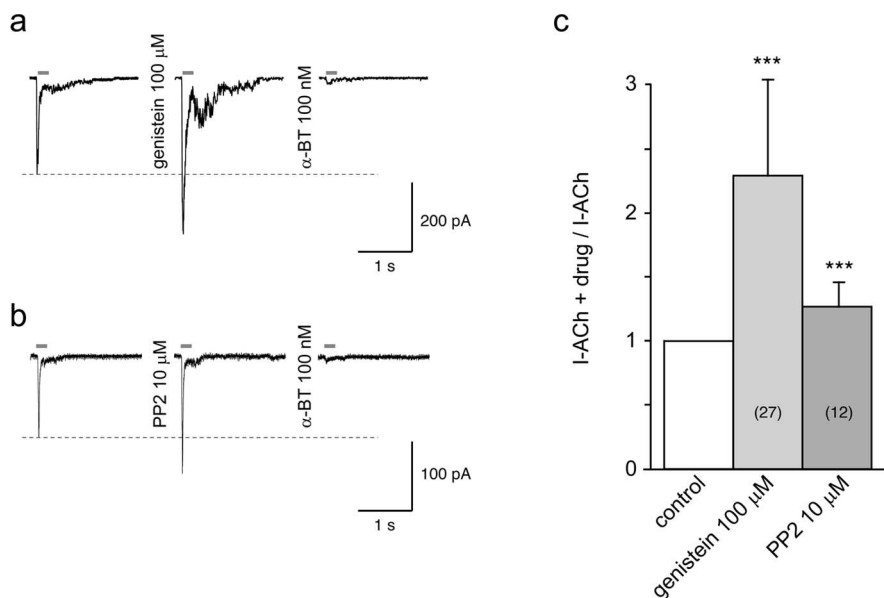 a
genistein 100 μM
α-BT 100 nM
200 pA
1 s
b
PP2 10 μM
α-BT 100 nM
100 pA
1 s
c
I-ACh + drug / I-ACh
3
2
1
0
***
***
(27)
(12)
control
genistein 100 μM
PP2 10 μM